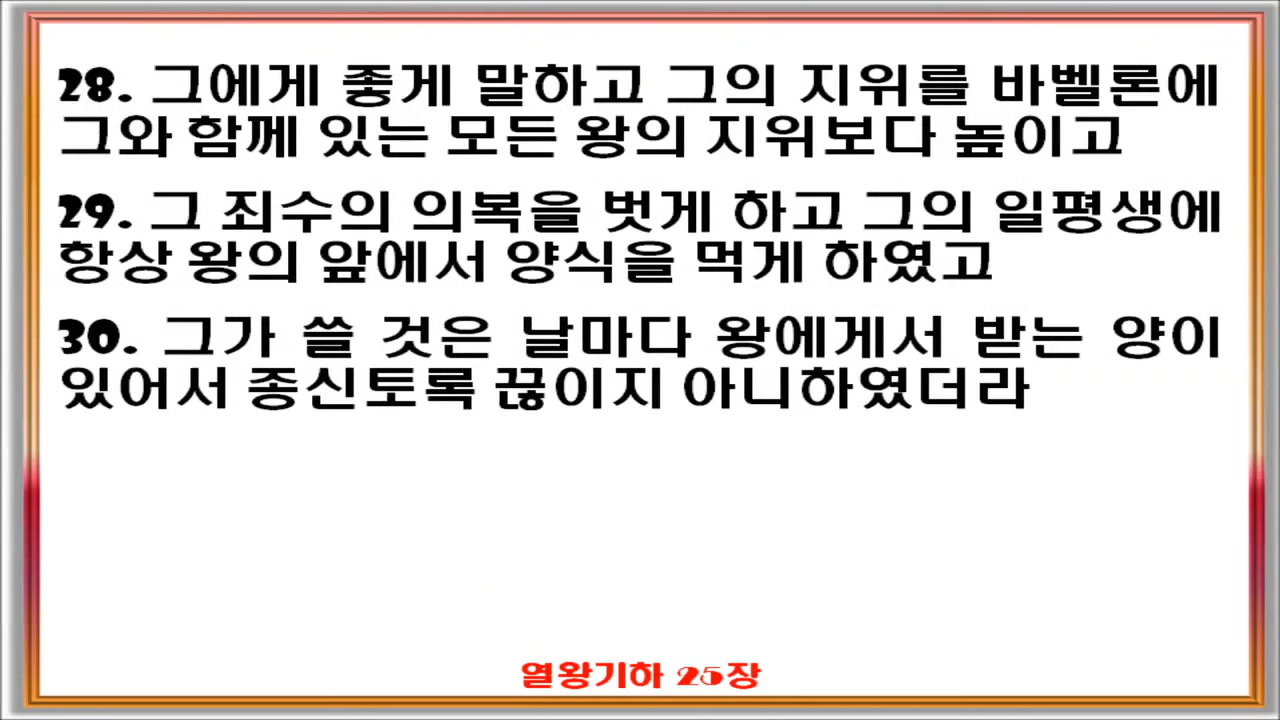 28. 그에게 좋게 말하고 그의 지위를 바벨론에
그와 함께 있는 모든 왕의 지위보다 높이고
29. 그 죄수의 의복을 벗게 하고 그의 일평생에
항상 왕의 앞에서 양식을 먹게 하였고
30. 그가 쓸 것은 날마다 왕에게서 받는 양이
있어서 종신토록 끊이지 아니하였더라
열왕기하 25장